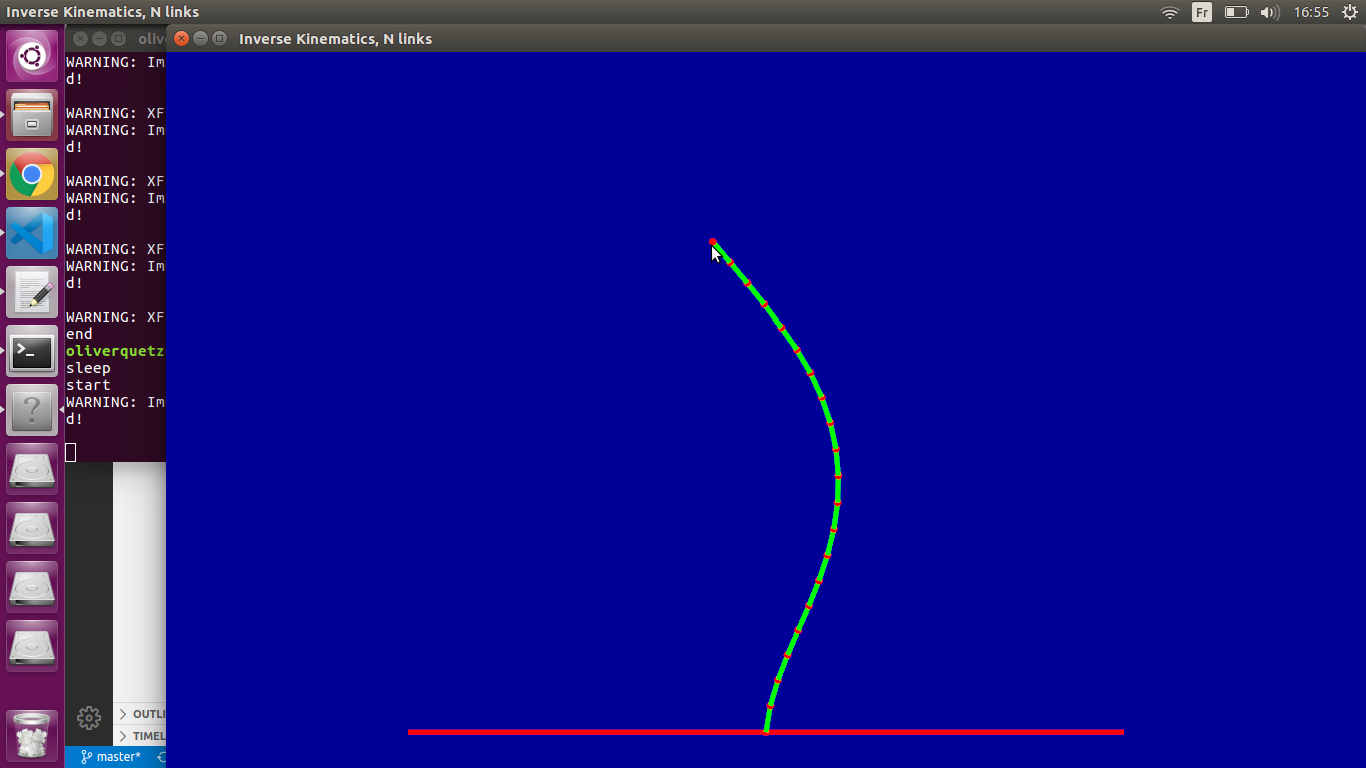 Inverse Kinematics, N links
Fr
16:55
oliv
Inverse Kinematics, N links
WARNING: Im
d!
WARNING: XF
WARNING: Im
d!
WARNING: XF
WARNING: Im
d!
WARNING: XF
WARNING: Im
d!
WARNING: XF
end
oliverquetz
sleep
start
WARNING: Im
d!
OUTLI
TIMEL
master*